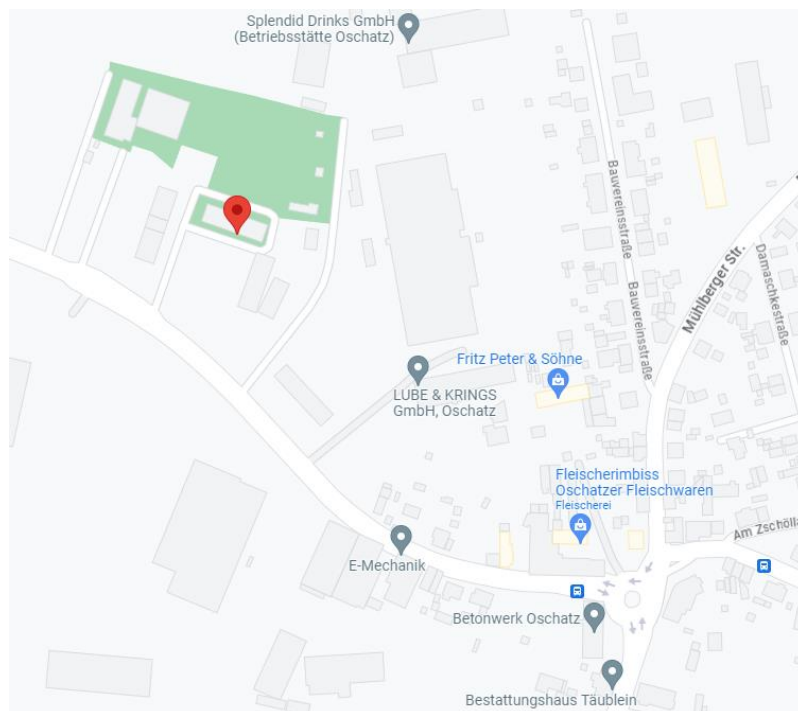 Splendid Drinks GmbH
(Betriebsstätte Oschatz)
Bauvereinsstraße
Bauvereinsstraße
Mühlberger Str.
Damaschkestraße
Fritz Peter & Söhne
LUBE & KRINGS
GmbH, Oschatz
Fleischerimbiss
Oschatzer Fleischwaren
Fleischerei
Am Zschölla
E-Mechanik
Betonwerk Oschatz
Bestattungshaus Täublein